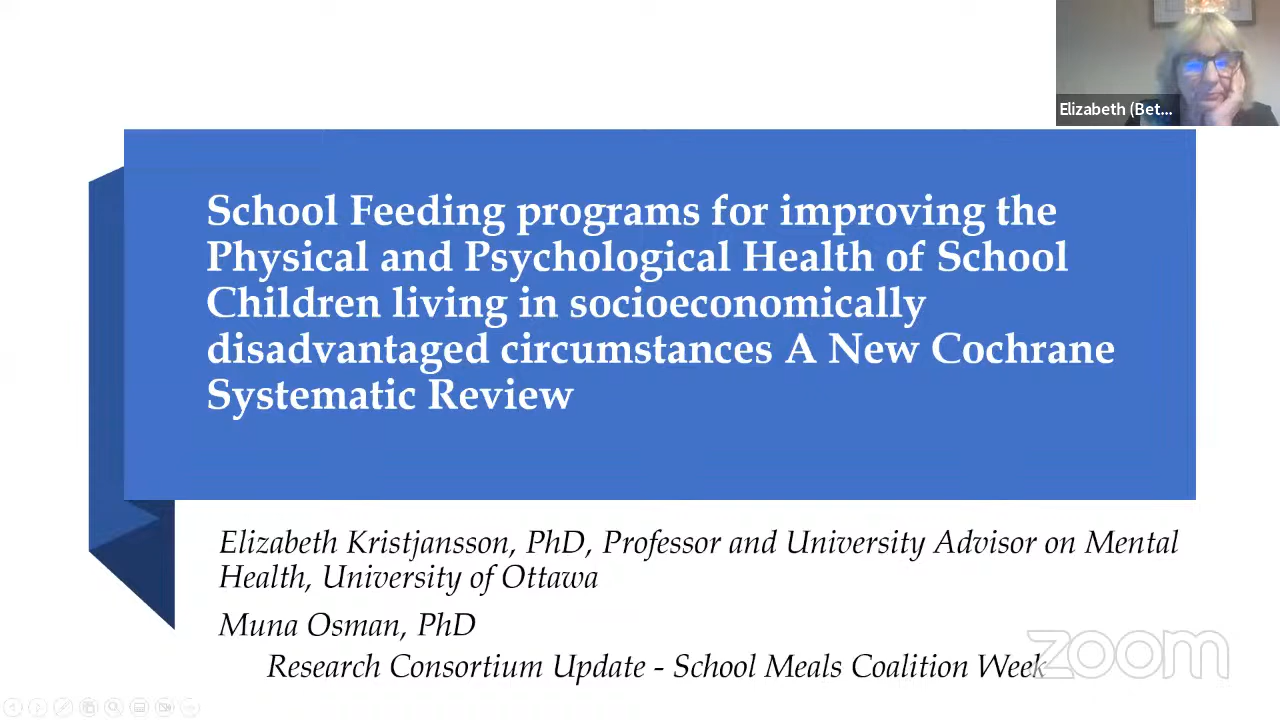 Elizabeth (Bet...
School Feeding programs for improving the
Physical and Psychological Health of School
Children living in socioeconomically
disadvantaged circumstances A New Cochrane
Systematic Review
Elizabeth Kristjansson, PhD, Professor and University Advisor on Mental
Health, University of Ottawa
Muna Osman, PhD
Research Consortium Update - School Meals Coalition Week
zoom